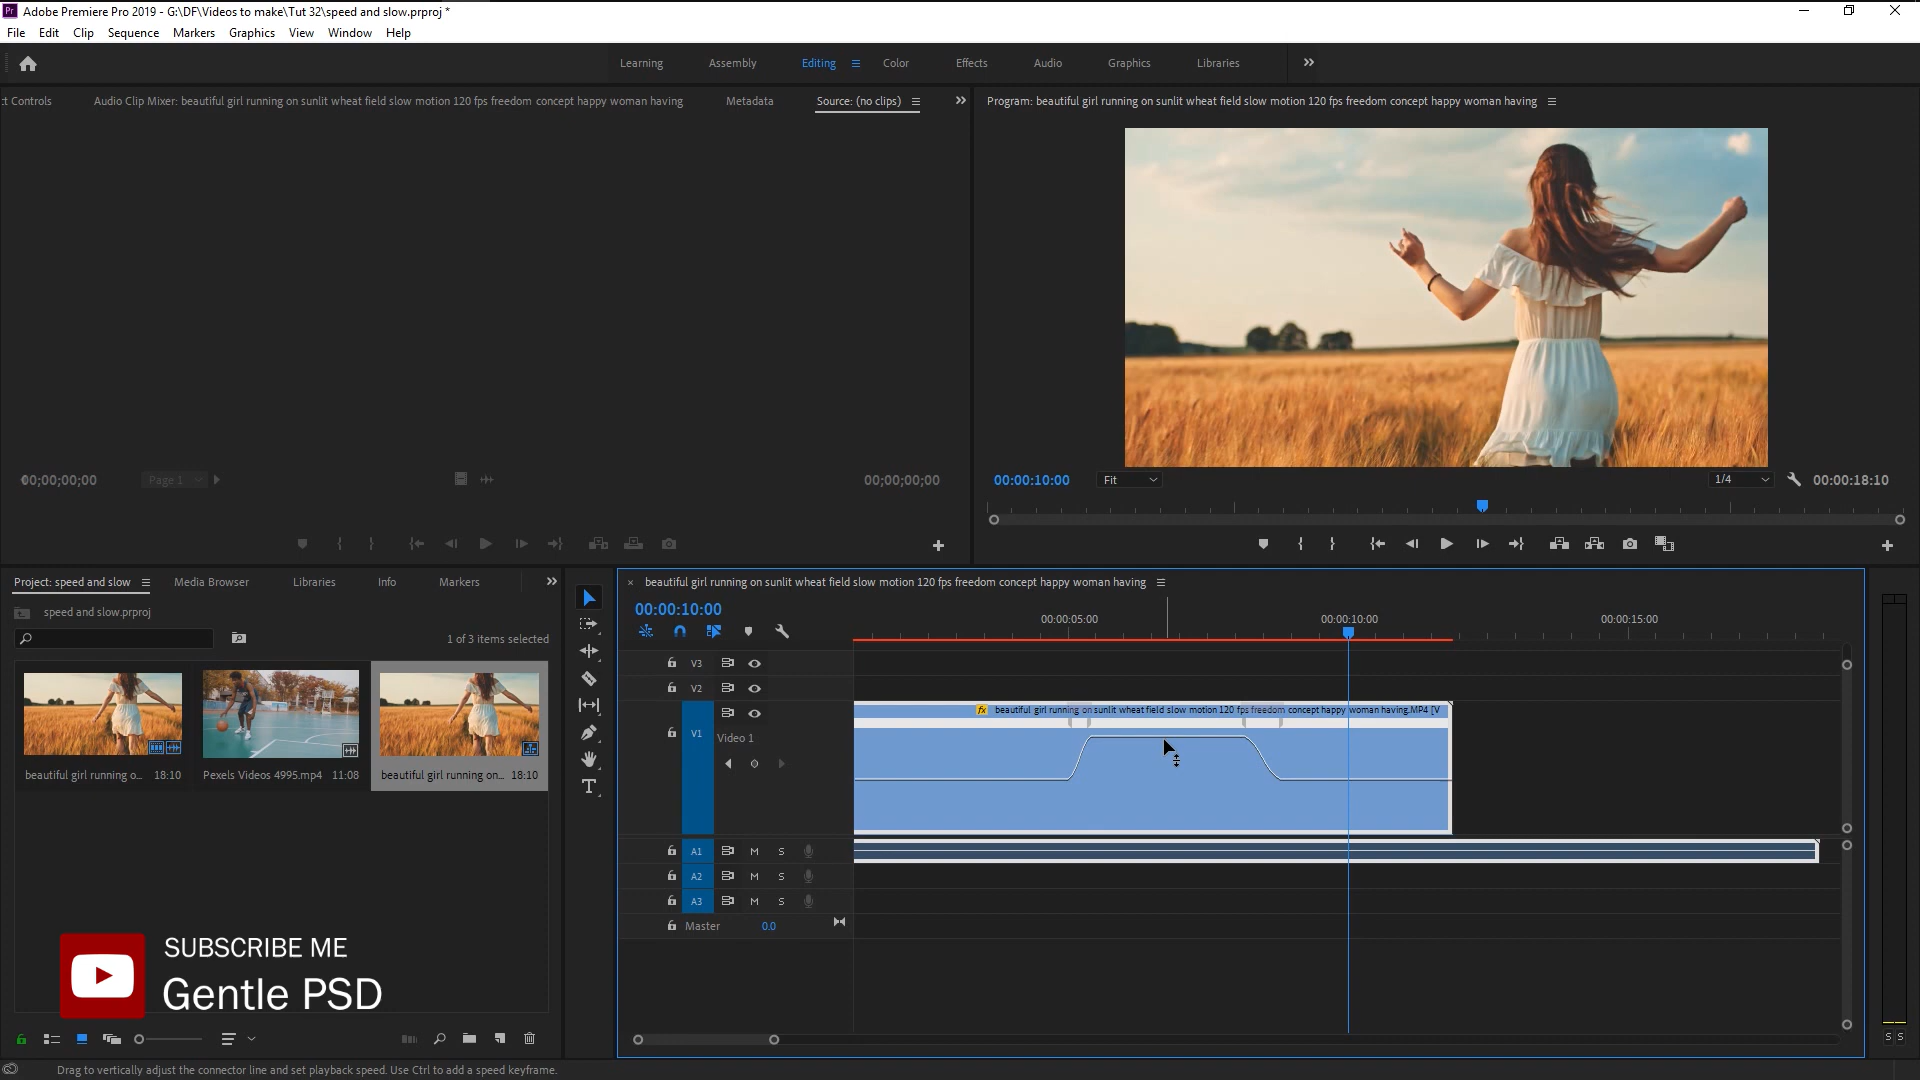 Pr Adobe Premiere Pro 2019 - G:\DF\Videos to make\Tut 32\speed and slow.prproj *
File Edit Clip Sequence Markers Graphics View Window Help
Learning Assembly Editing Color Effects Audio Graphics Libraries
ct Controls Audio Clip Mixer: beautiful girl running on sunlit wheat field slow motion 120 fps freedom concept happy woman having Metadata Source: (no clips)
Program: beautiful girl running on sunlit wheat field slow motion 120 fps freedom concept happy woman having
00;00;00;00 Page 1 00;00;00;00
00:00:10:00 Fit 1/4 00:00:18:10
Project: speed and slow Media Browser Libraries Info Markers
speed and slow.prproj
1 of 3 items selected
beautiful girl running o... 18:10
Pexels Videos 4995.mp4 11:08
beautiful girl running on... 18:10
× beautiful girl running on sunlit wheat field slow motion 120 fps freedom concept happy woman having
00:00:10:00
00:00:05:00 00:00:10:00 00:00:15:00
V3
V2
fx beautiful girl running on sunlit wheat field slow motion 120 fps freedom concept happy woman having.MP4 [V
V1 Video 1
A1 M S
A2 M S
A3 M S
Master 0.0
S S
SUBSCRIBE ME
Gentle PSD
Drag to vertically adjust the connector line and set playback speed. Use Ctrl to add a speed keyframe.